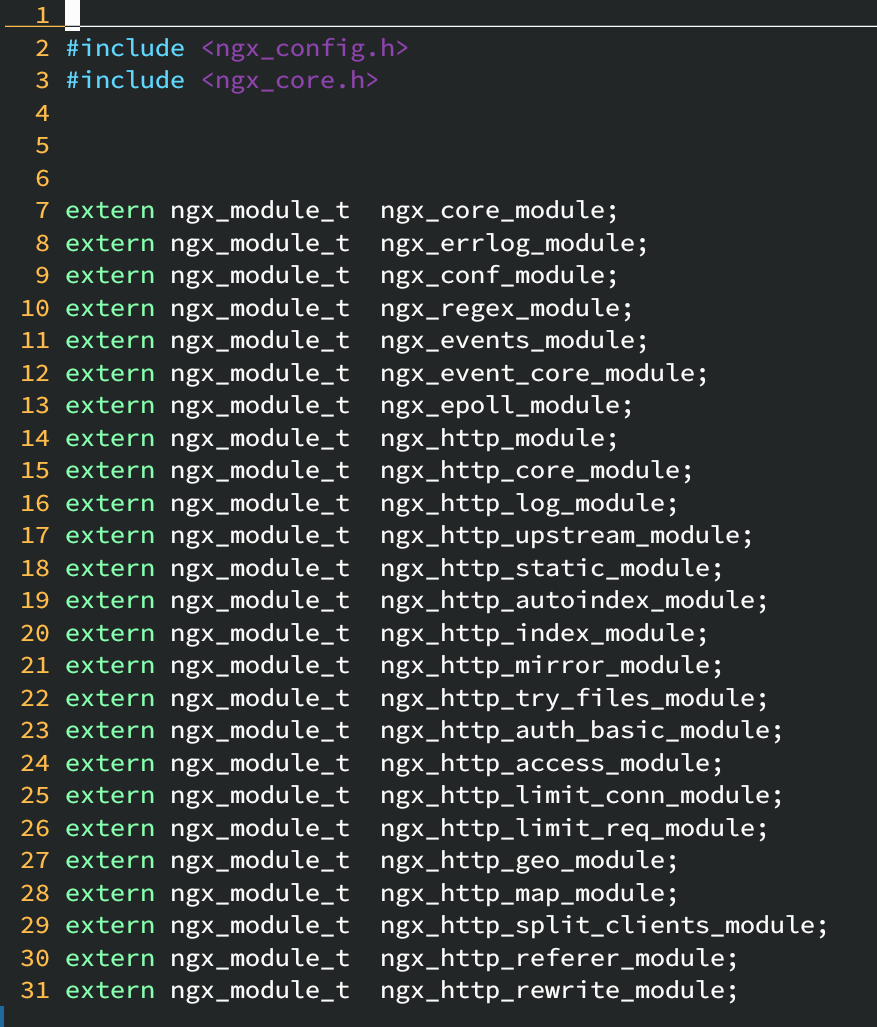 1
2 #include <ngx_config.h>
3 #include <ngx_core.h>
4
5
6
7 extern ngx_module_t  ngx_core_module;
8 extern ngx_module_t  ngx_errlog_module;
9 extern ngx_module_t  ngx_conf_module;
10 extern ngx_module_t  ngx_regex_module;
11 extern ngx_module_t  ngx_events_module;
12 extern ngx_module_t  ngx_event_core_module;
13 extern ngx_module_t  ngx_epoll_module;
14 extern ngx_module_t  ngx_http_module;
15 extern ngx_module_t  ngx_http_core_module;
16 extern ngx_module_t  ngx_http_log_module;
17 extern ngx_module_t  ngx_http_upstream_module;
18 extern ngx_module_t  ngx_http_static_module;
19 extern ngx_module_t  ngx_http_autoindex_module;
20 extern ngx_module_t  ngx_http_index_module;
21 extern ngx_module_t  ngx_http_mirror_module;
22 extern ngx_module_t  ngx_http_try_files_module;
23 extern ngx_module_t  ngx_http_auth_basic_module;
24 extern ngx_module_t  ngx_http_access_module;
25 extern ngx_module_t  ngx_http_limit_conn_module;
26 extern ngx_module_t  ngx_http_limit_req_module;
27 extern ngx_module_t  ngx_http_geo_module;
28 extern ngx_module_t  ngx_http_map_module;
29 extern ngx_module_t  ngx_http_split_clients_module;
30 extern ngx_module_t  ngx_http_referer_module;
31 extern ngx_module_t  ngx_http_rewrite_module;